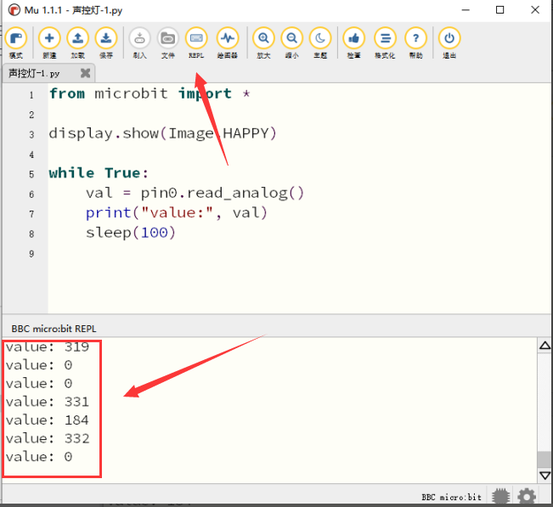 Mu 1.1.1 - 声控灯-1.py
模式 新建 加载 保存 刷入 文件 REPL 绘图器 放大 缩小 主题 检查 格式化 帮助 退出
声控灯-1.py
1 from microbit import *
2
3 display.show(Image.HAPPY)
4
5 while True:
6 val = pin0.read_analog()
7 print("value:", val)
8 sleep(100)
9
BBC micro:bit REPL
value: 319
value: 0
value: 0
value: 331
value: 184
value: 332
value: 0
BBC micro:bit